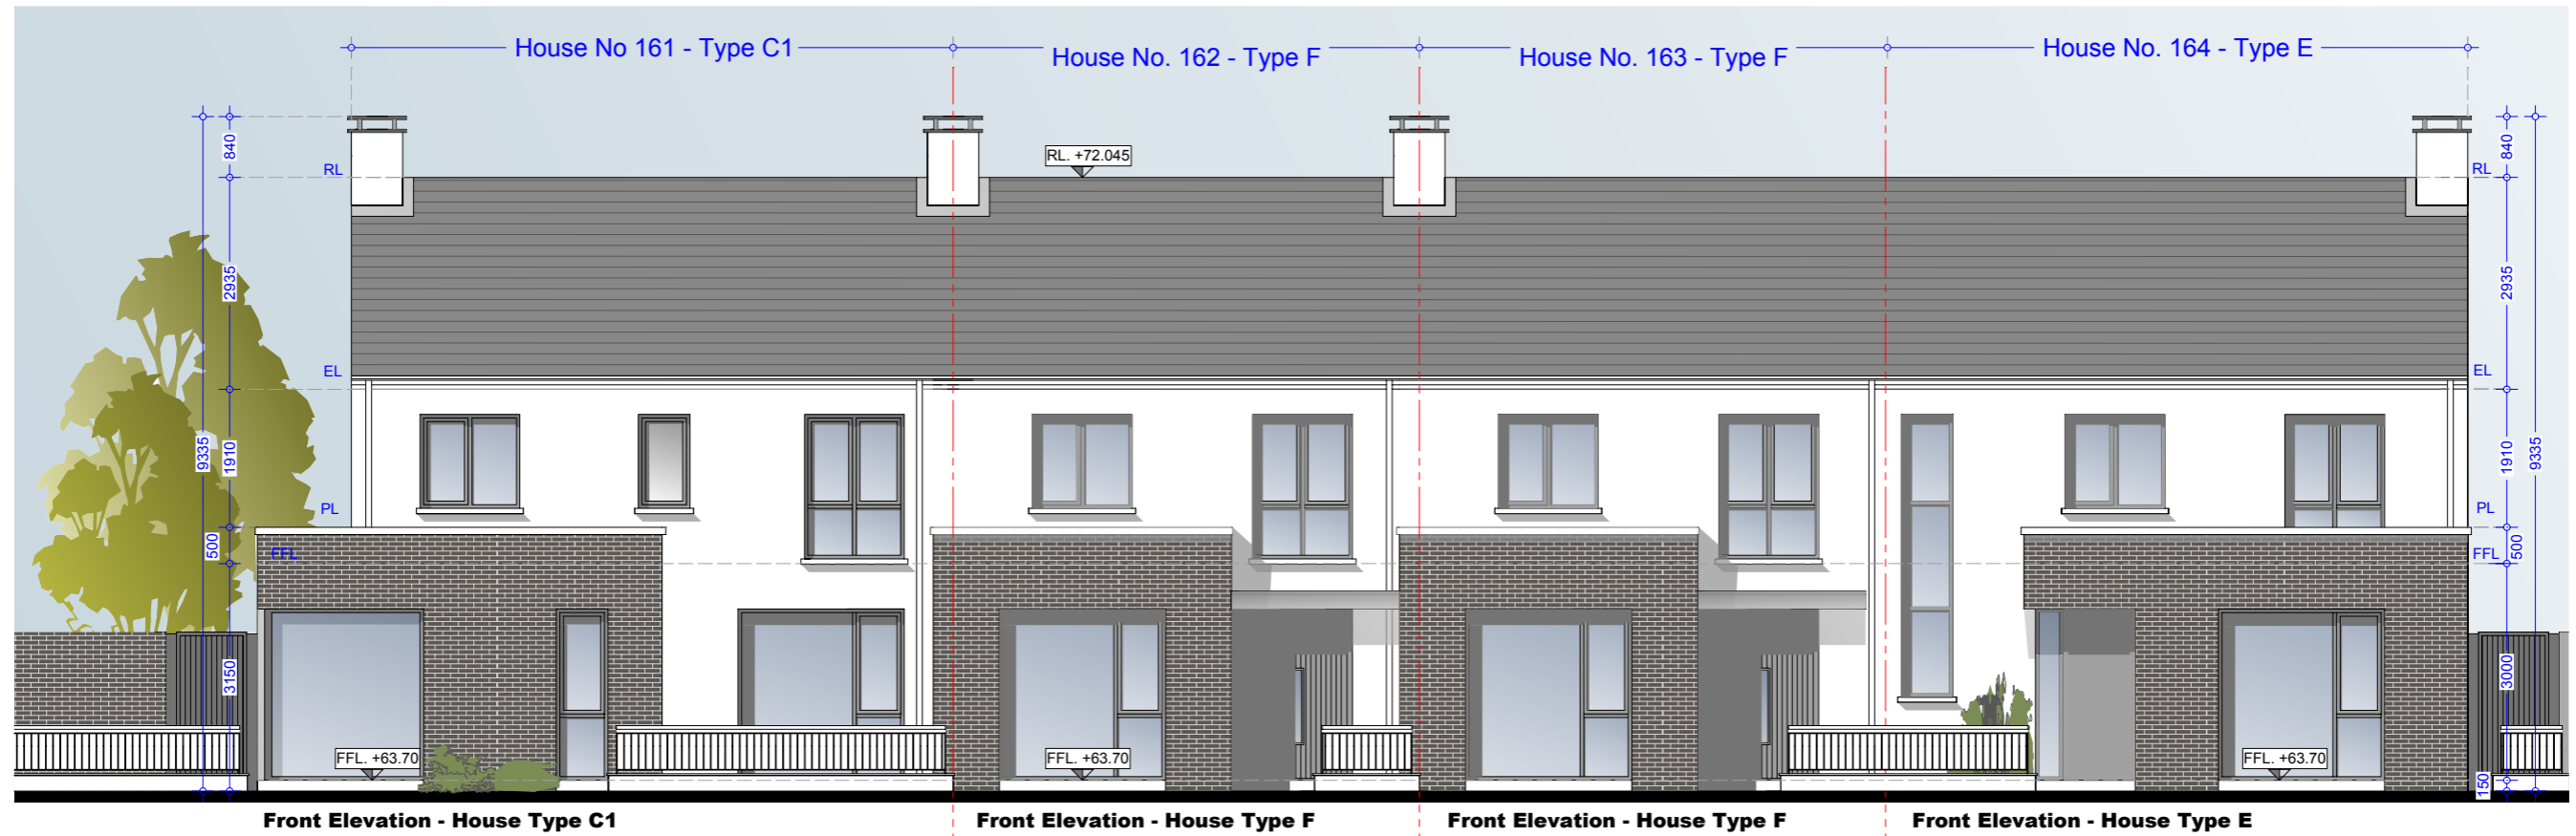 House No 161 - Type C1
House No. 162 - Type F
House No. 163 - Type F
House No. 164 - Type E
840
RL
RL. +72.045
RL
840
2935
2935
EL
EL
9335
1910
1910
9335
PL
PL
500
FFL
FFL
500
3150
3000
FFL. +63.70
FFL. +63.70
FFL. +63.70
150
Front Elevation - House Type C1
Front Elevation - House Type F
Front Elevation - House Type F
Front Elevation - House Type E